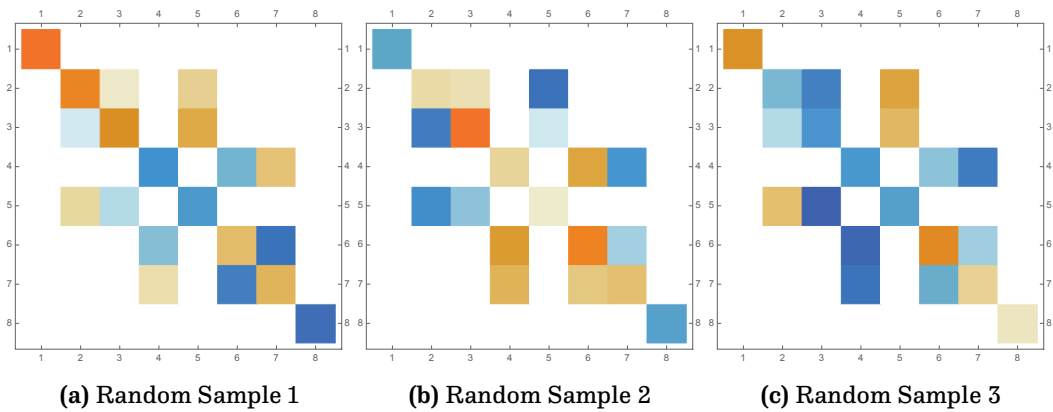 1 2 3 4 5 6 7 8
1 2 3 4 5 6 7 8
1 2 3 4 5 6 7 8
1 1 1 1 1 1
2 2 2 2 2 2
3 3 3 3 3 3
4 4 4 4 4 4
5 5 5 5 5 5
6 6 6 6 6 6
7 7 7 7 7 7
8 8 8 8 8 8
1 2 3 4 5 6 7 8
1 2 3 4 5 6 7 8
1 2 3 4 5 6 7 8
(a) Random Sample 1
(b) Random Sample 2
(c) Random Sample 3